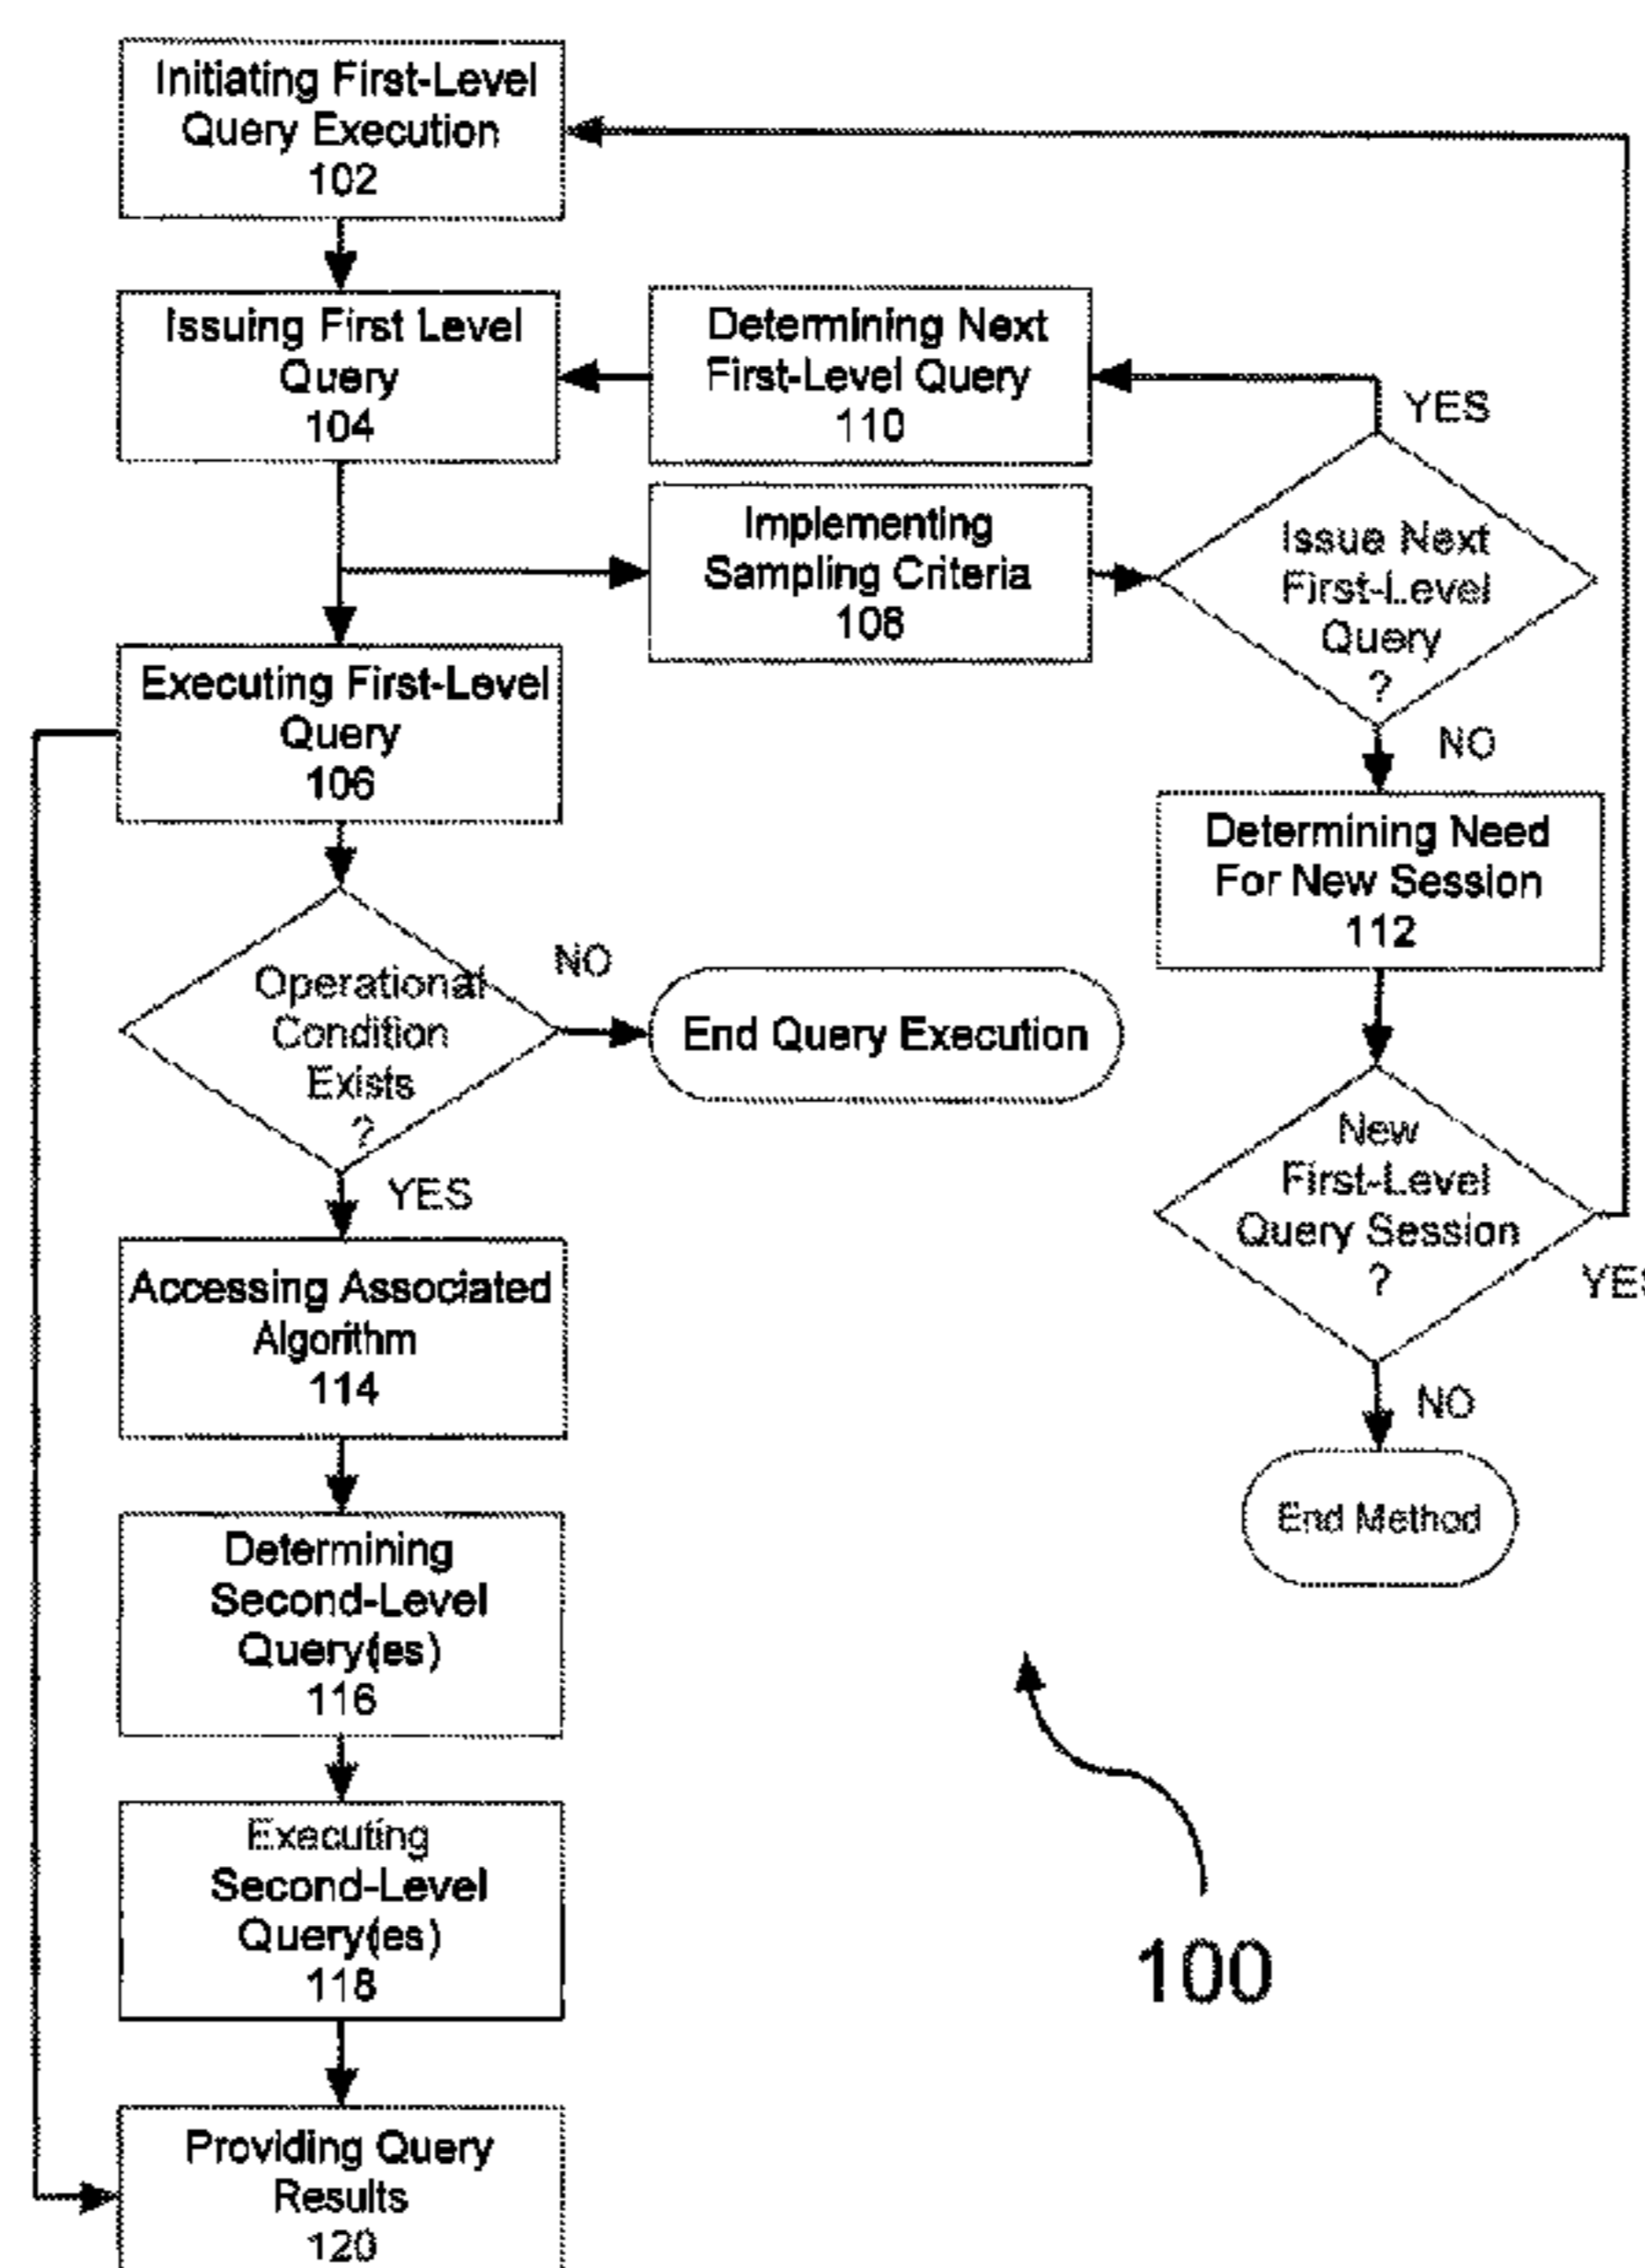 Initiating First-Level
Query Execution
102
Issuing First Level
Query
104
Determining Next
First-Level Query
110
YES
Implementing
Sampling Criteria
108
Issue Next
First-Level
Query
?
NO
Executing First-Level
Query
106
Determining Need
For New Session
112
Operational
Condition
Exists
?
NO
End Query Execution
YES
New
First-Level
Query Session
?
YES
NO
End Method
Accessing Associated
Algorithm
114
Determining
Second-Level
Query(es)
116
Executing
Second-Level
Query(es)
118
100
Providing Query
Results
120